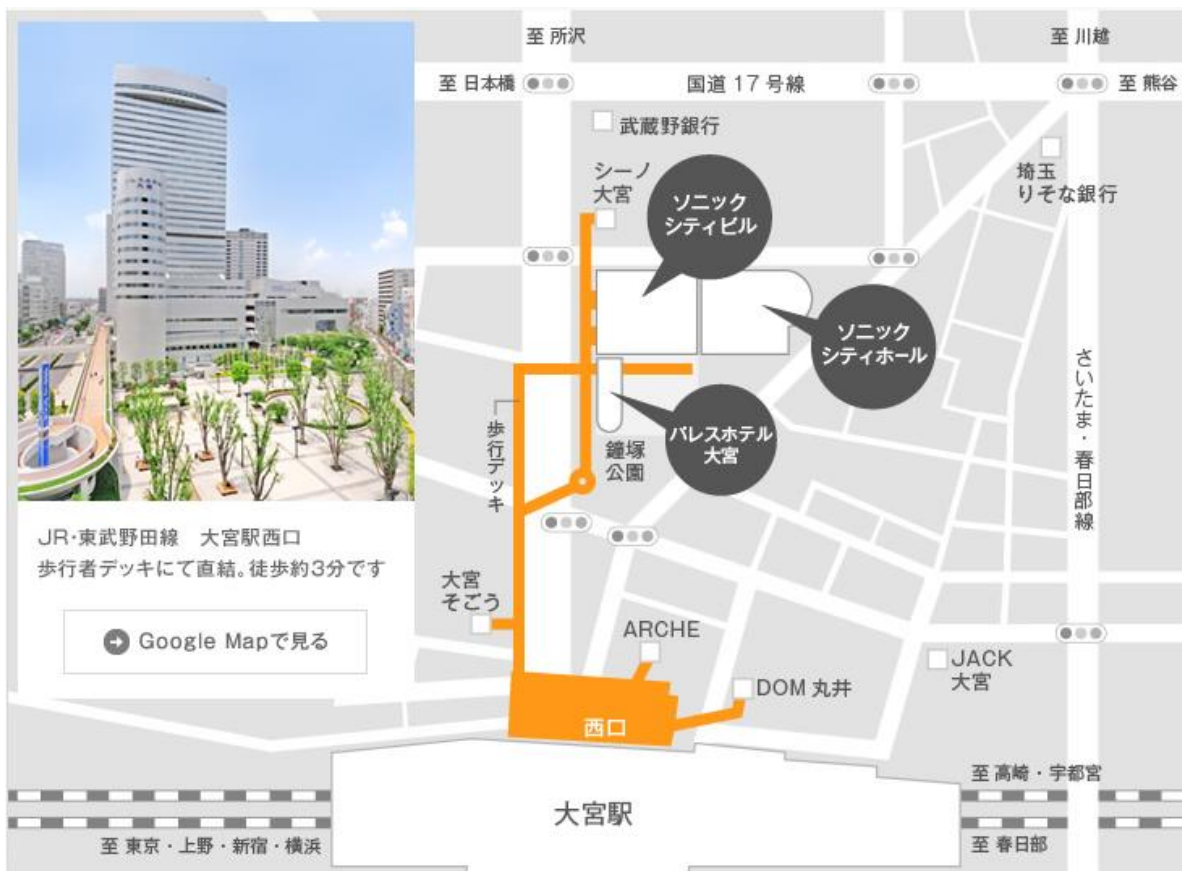 至 所沢
至 川越
至 日本橋
国道 17 号線
至 熊谷
武蔵野銀行
シーノ
大宮
埼玉
りそな銀行
ソニック
シティビル
ソニック
シティホール
パレスホテル
大宮
鐘塚
公園
歩行デッキ
さいたま・春日部線
JR・東武野田線 大宮駅西口
歩行者デッキにて直結。徒歩約3分です
Google Mapで見る
大宮
そごう
ARCHE
JACK
大宮
DOM 丸井
西口
大宮駅
至 高崎・宇都宮
至 東京・上野・新宿・横浜
至 春日部